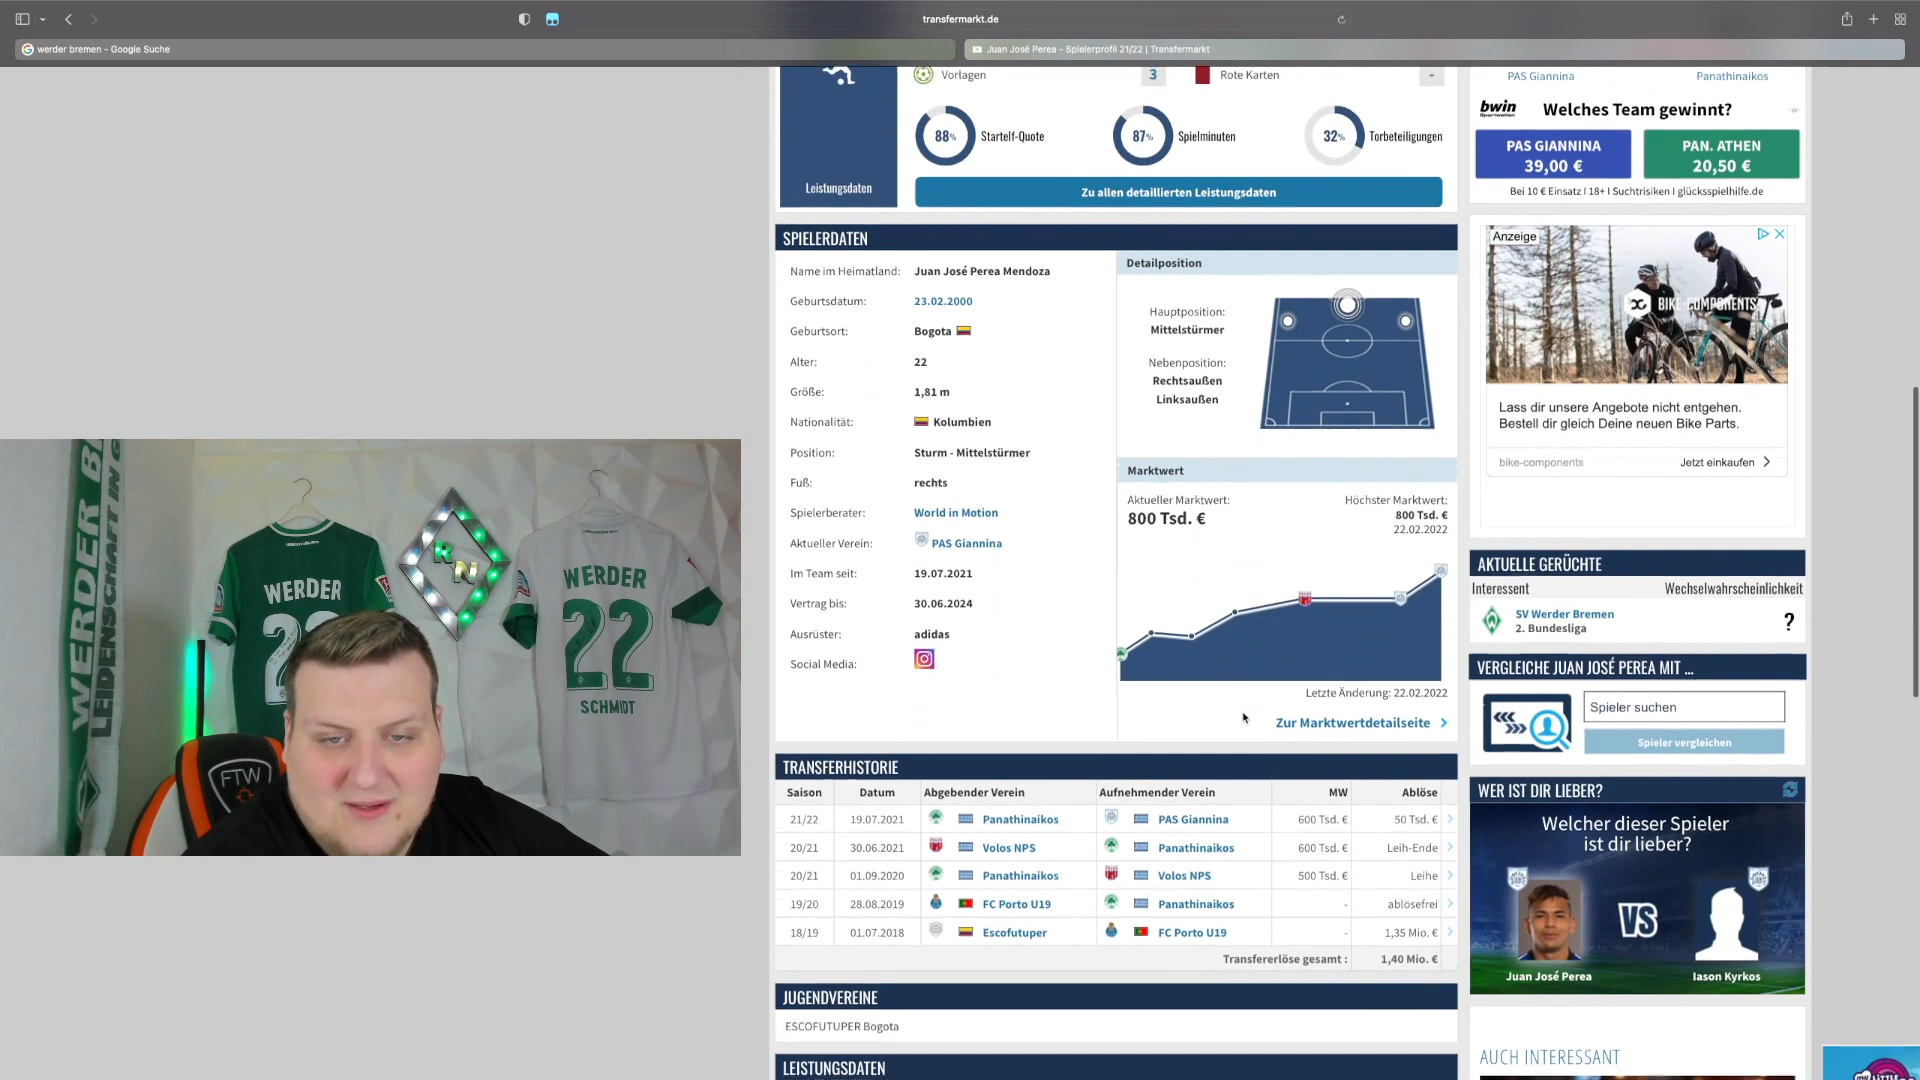 transfermarkt.de
werder bremen – Google Suche
Juan José Perea - Spielerprofil 21/22 | Transfermarkt
Vorlagen 3 Rote Karten -
88% Startelf-Quote 87% Spielminuten 32% Torbeteiligungen
Leistungsdaten
Zu allen detaillierten Leistungsdaten
SPIELERDATEN
Name im Heimatland: Juan José Perea Mendoza
Geburtsdatum: 23.02.2000
Geburtsort: Bogota
Alter: 22
Größe: 1,81 m
Nationalität: Kolumbien
Position: Sturm - Mittelstürmer
Fuß: rechts
Spielerberater: World in Motion
Aktueller Verein: PAS Giannina
Im Team seit: 19.07.2021
Vertrag bis: 30.06.2024
Ausrüster: adidas
Social Media:
Detailposition
Hauptposition:
Mittelstürmer
Nebenposition:
Rechtsaußen
Linksaußen
Marktwert
Aktueller Marktwert:
800 Tsd. €
Höchster Marktwert:
800 Tsd. €
22.02.2022
Letzte Änderung: 22.02.2022
Zur Marktwertdetailseite
TRANSFERHISTORIE
Saison Datum Abgebender Verein Aufnehmender Verein MW Ablöse
21/22 19.07.2021 Panathinaikos PAS Giannina 600 Tsd. € 50 Tsd. €
20/21 30.06.2021 Volos NPS Panathinaikos 600 Tsd. € Leih-Ende
20/21 01.09.2020 Panathinaikos Volos NPS 500 Tsd. € Leihe
19/20 28.08.2019 FC Porto U19 Panathinaikos - ablösefrei
18/19 01.07.2018 Escofutuper FC Porto U19 - 1,35 Mio. €
Transfererlöse gesamt : 1,40 Mio. €
JUGENDVEREINE
ESCOFUTUPER Bogota
LEISTUNGSDATEN
PAS Giannina Panathinaikos
bwin
Sportwetten
Welches Team gewinnt?
PAS GIANNINA
39,00 €
PAN. ATHEN
20,50 €
Bei 10 € Einsatz I 18+ I Suchtrisiken I glücksspielhilfe.de
Anzeige
BIKE-COMPONENTS
Lass dir unsere Angebote nicht entgehen.
Bestell dir gleich Deine neuen Bike Parts.
bike-components Jetzt einkaufen
AKTUELLE GERÜCHTE
Interessent Wechselwahrscheinlichkeit
SV Werder Bremen
2. Bundesliga
?
VERGLEICHE JUAN JOSÉ PEREA MIT ...
Spieler suchen
Spieler vergleichen
WER IST DIR LIEBER?
Welcher dieser Spieler
ist dir lieber?
VS
Juan José Perea Iason Kyrkos
AUCH INTERESSANT
WERDER BR
LEIDENSCHAFT IN G
WERDER
22
R N
WERDER
22
SCHMIDT
FTW